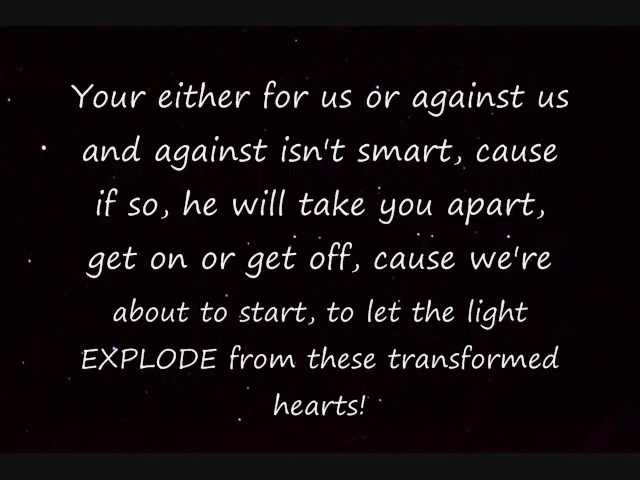 Your either for us or against us
and against isn't smart, cause
if so, he will take you apart,
get on or get off, cause we're
about to start, to let the light
EXPLODE from these transformed
hearts!